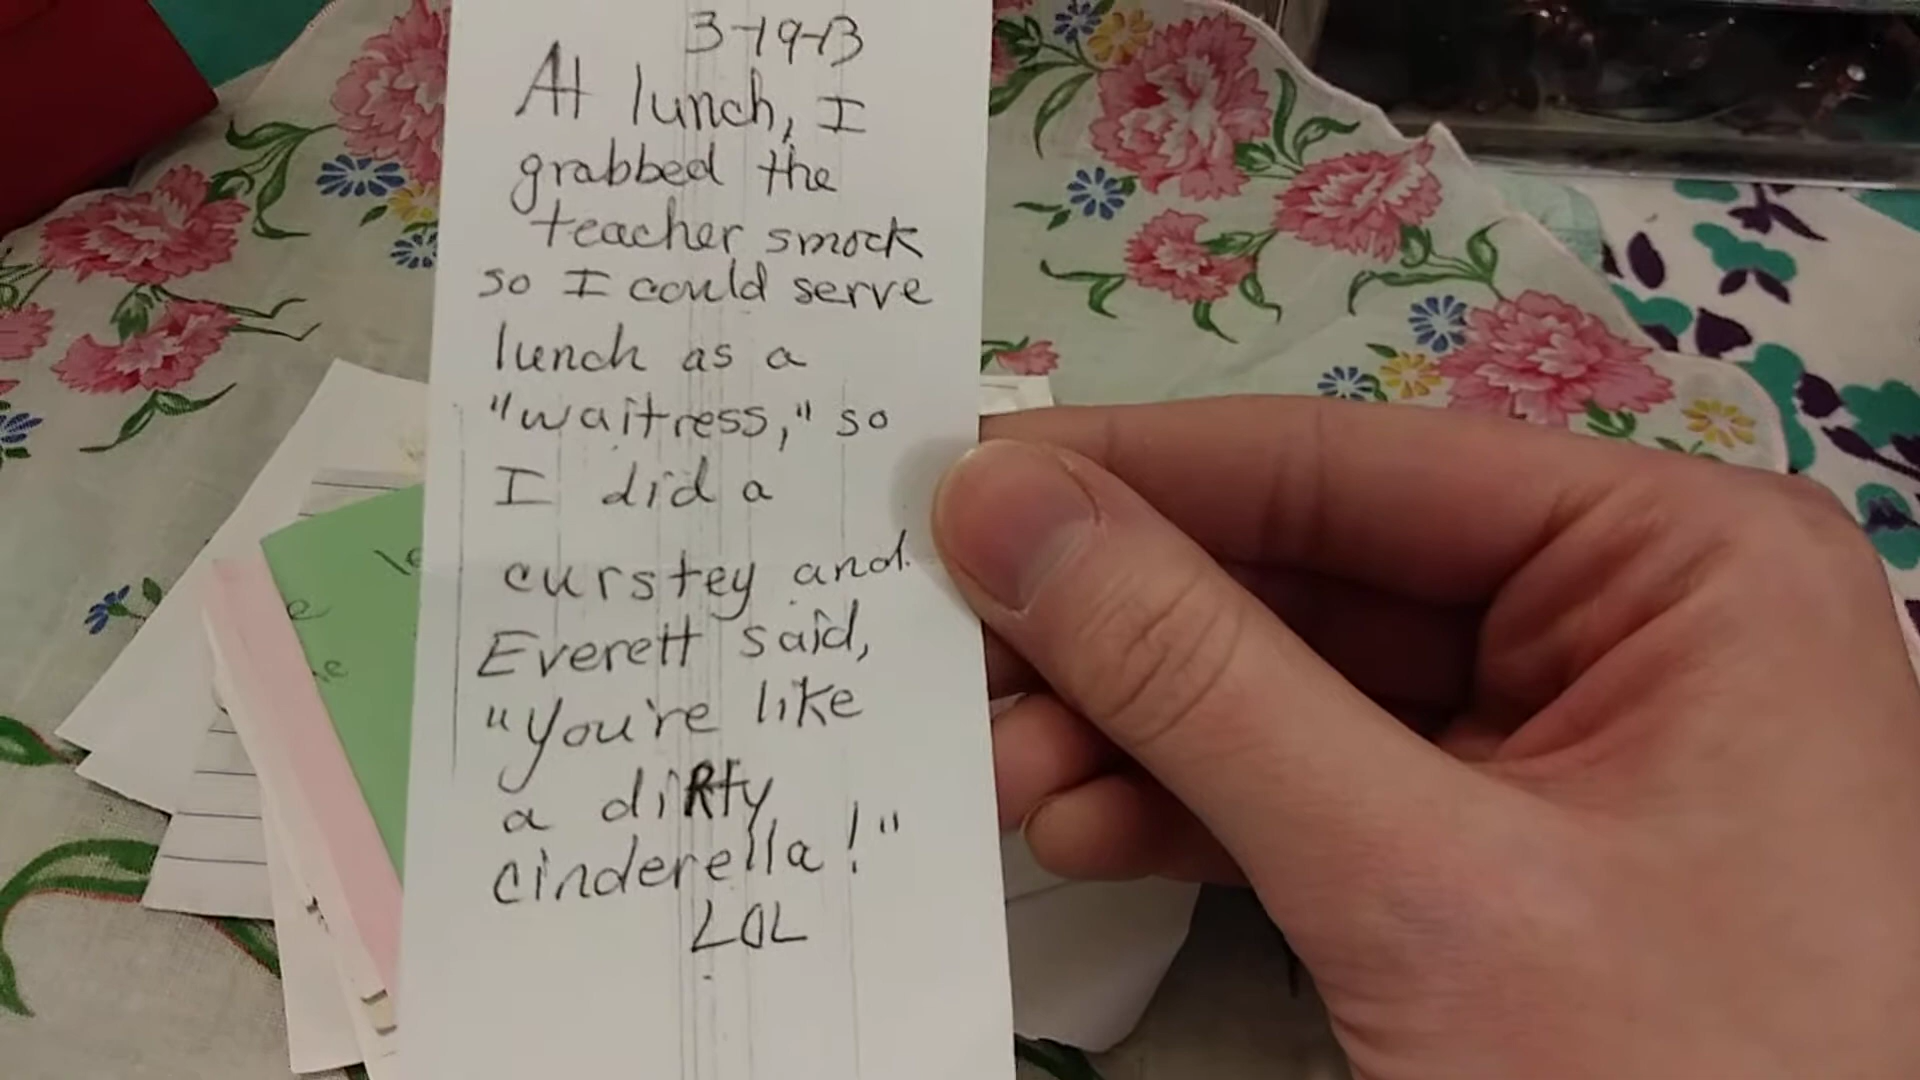 3-19-13
At lunch, I
grabbed the
teacher smock
so I could serve
lunch as a
"waitress," so
I did a
curstey and
Everett said,
"You're like
a diRty
cinderella!"
LOL